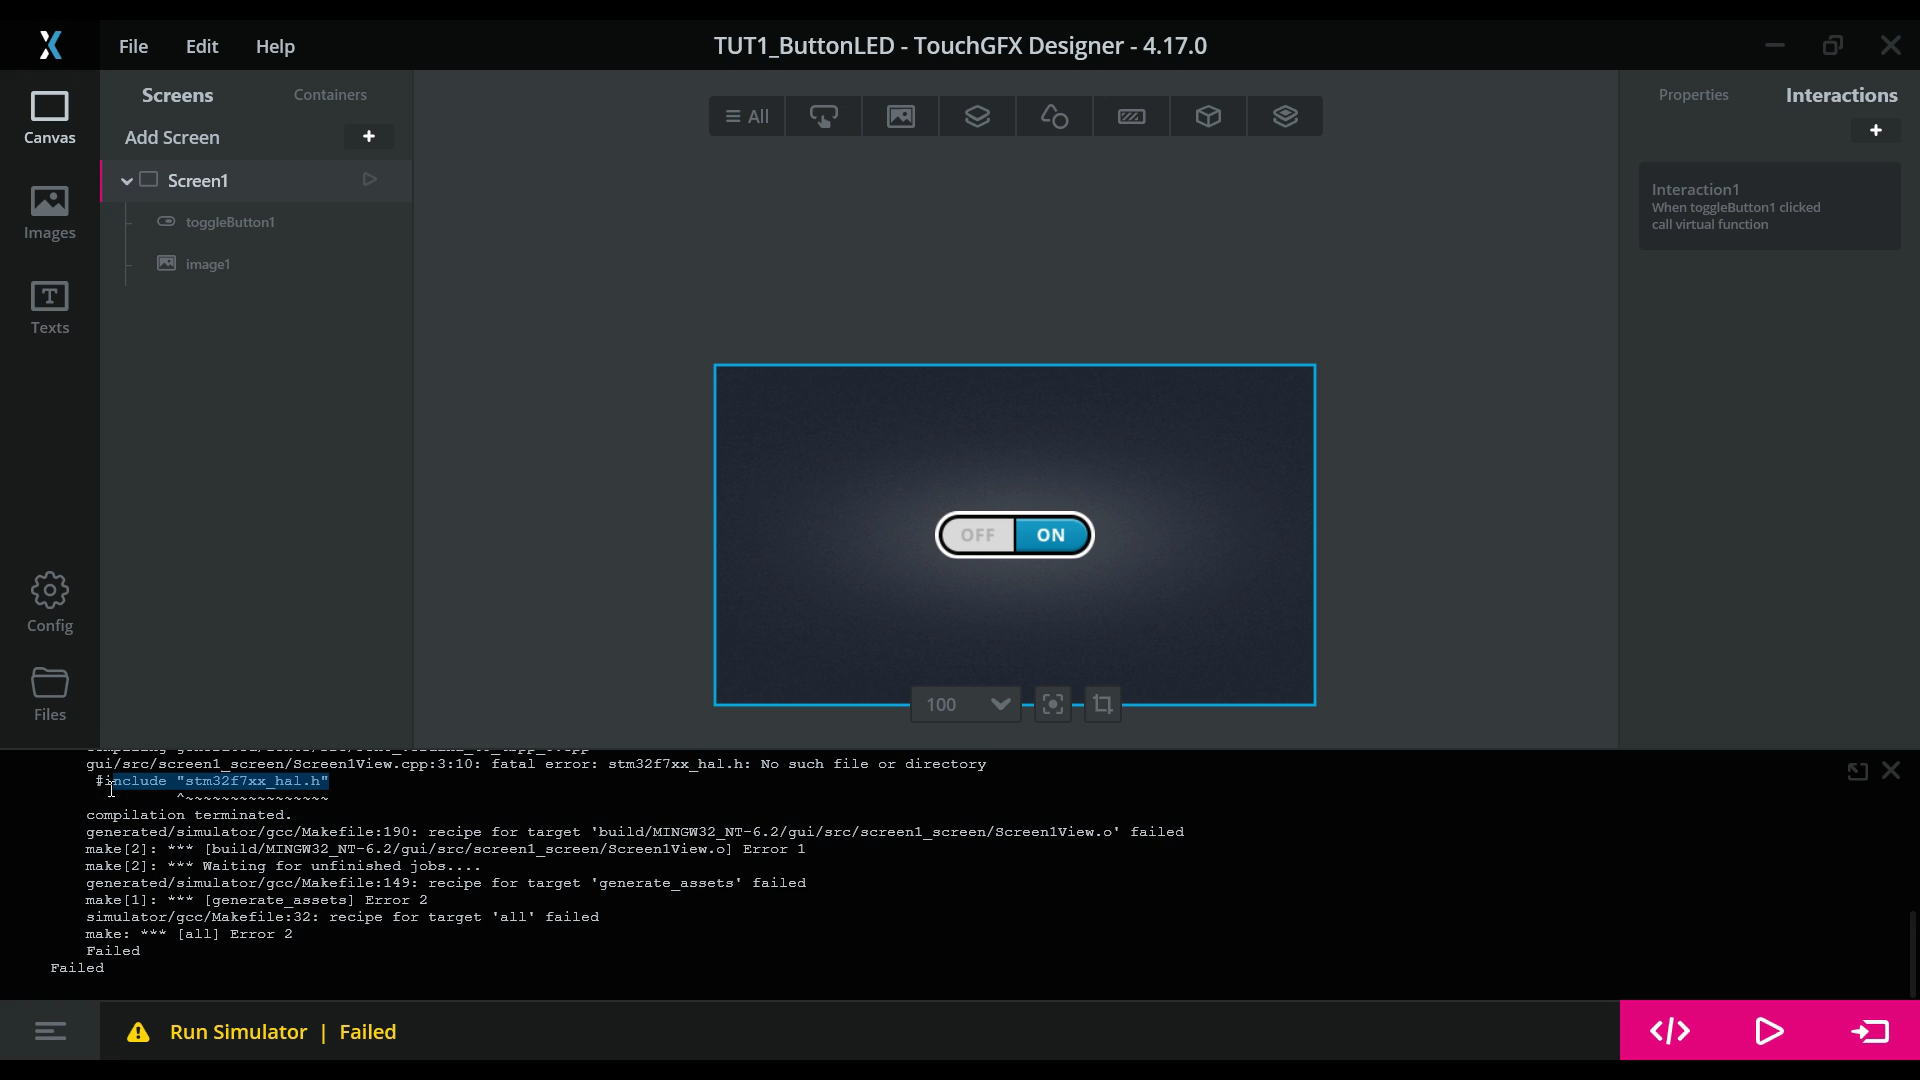 File Edit Help
TUT1_ButtonLED - TouchGFX Designer - 4.17.0
Canvas
Images
Texts
Config
Files
Screens Containers
Add Screen +
Screen1
toggleButton1
image1
All
OFF ON
100
Properties Interactions
+
Interaction1
When toggleButton1 clicked
call virtual function
gui/src/screen1_screen/Screen1View.cpp:3:10: fatal error: stm32f7xx_hal.h: No such file or directory
#include "stm32f7xx_hal.h"
^~~~~~~~~~~~~~~~~
compilation terminated.
generated/simulator/gcc/Makefile:190: recipe for target 'build/MINGW32_NT-6.2/gui/src/screen1_screen/Screen1View.o' failed
make[2]: *** [build/MINGW32_NT-6.2/gui/src/screen1_screen/Screen1View.o] Error 1
make[2]: *** Waiting for unfinished jobs....
generated/simulator/gcc/Makefile:149: recipe for target 'generate_assets' failed
make[1]: *** [generate_assets] Error 2
simulator/gcc/Makefile:32: recipe for target 'all' failed
make: *** [all] Error 2
Failed
Failed
Run Simulator | Failed